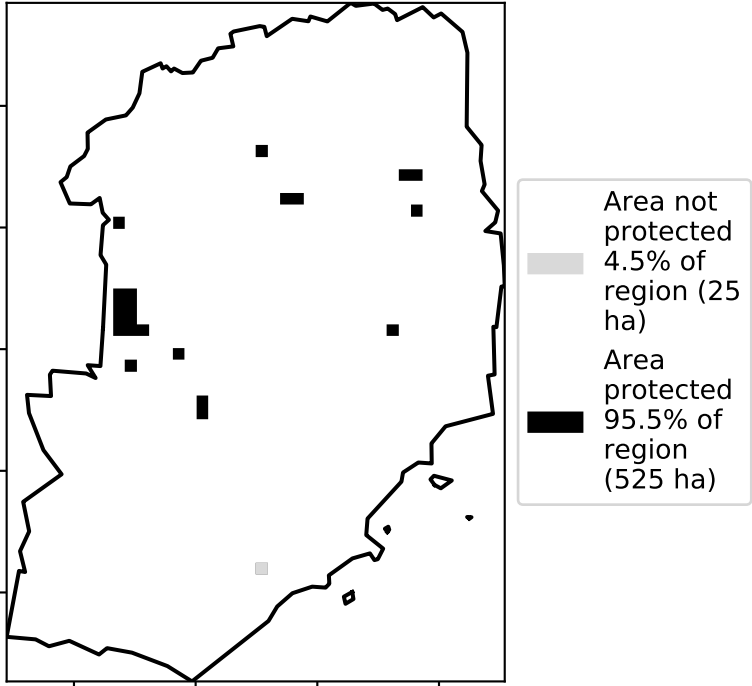 Area not
protected
4.5% of
region (25
ha)
Area
protected
95.5% of
region
(525 ha)